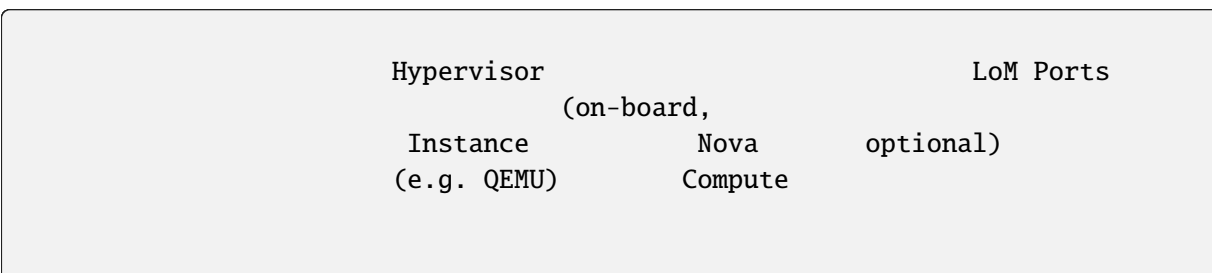 Hypervisor LoM Ports
(on-board,
Instance Nova optional)
(e.g. QEMU) Compute